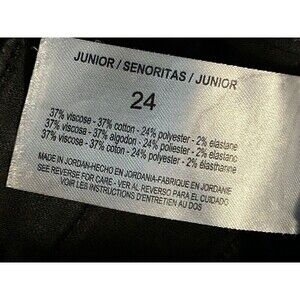 JUNIOR / SENORITAS / JUNIOR
24
37% viscose - 37% cotton - 24% polyester - 2% elastane
37% viscosa - 37% algodon - 24% poliester - 2% elastano
37% viscose - 37% coton - 24% polyester - 2% élasthanne
MADE IN JORDAN-HECHO EN JORDANIA-FABRIQUE EN JORDANIE
SEE REVERSE FOR CARE - VER AL REVERSO PARA EL CUIDADO
VOIR LES INSTRUCTIONS D'ENTRETIEN AU DOS